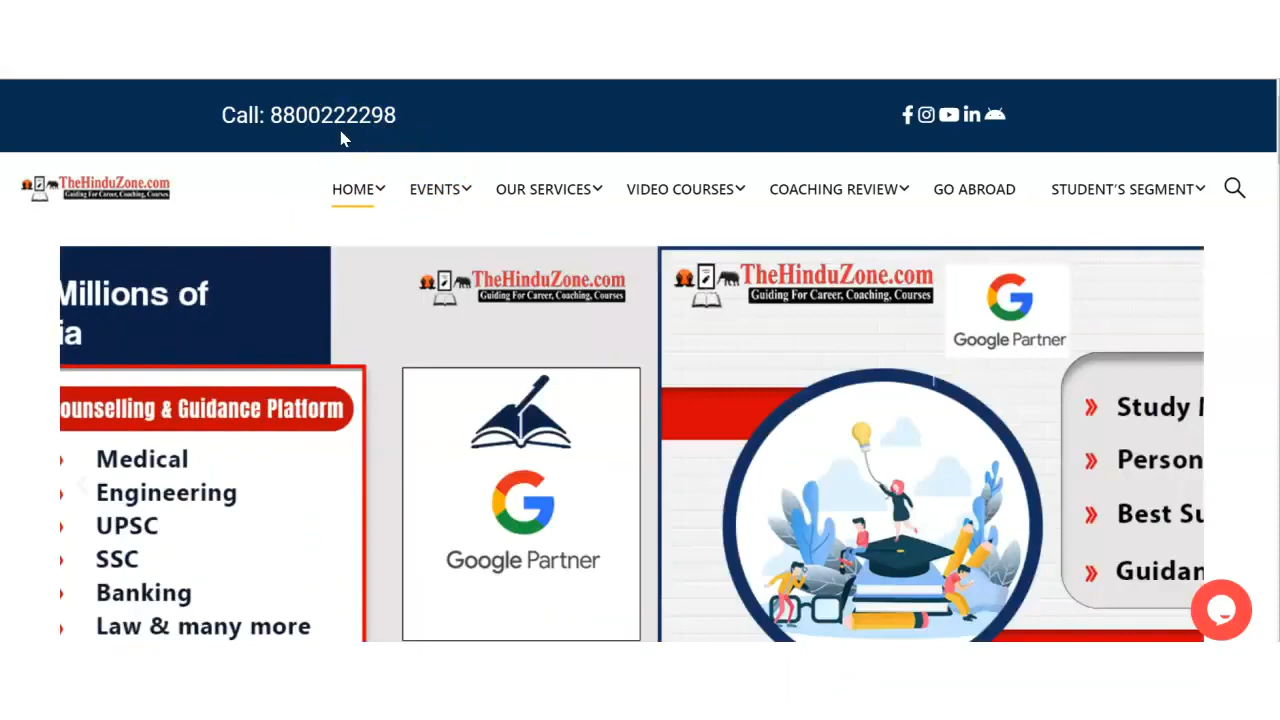 Call: 8800222298
TheHinduZone.com
Guiding For Career, Coaching, Courses
HOME EVENTS OUR SERVICES VIDEO COURSES COACHING REVIEW GO ABROAD STUDENT'S SEGMENT
Millions of
ia
ounselling & Guidance Platform
Medical
Engineering
UPSC
SSC
Banking
Law & many more
TheHinduZone.com
Guiding For Career, Coaching, Courses
Google Partner
TheHinduZone.com
Guiding For Career, Coaching, Courses
Google Partner
Study
Person
Best Su
Guidan